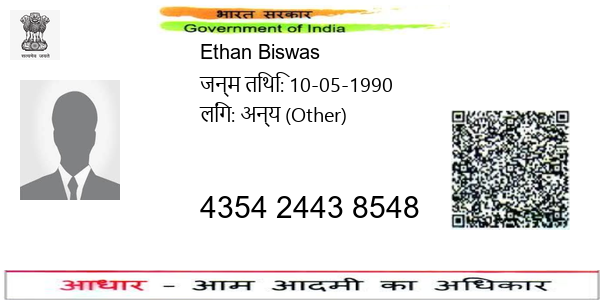 भारत सरकार
Government of India
सत्यमेव जयते
Ethan Biswas
जन्म तिथि: 10-05-1990
लिंग: अन्य (Other)
4354 2443 8548
आधार - आम आदमी का अधिकार